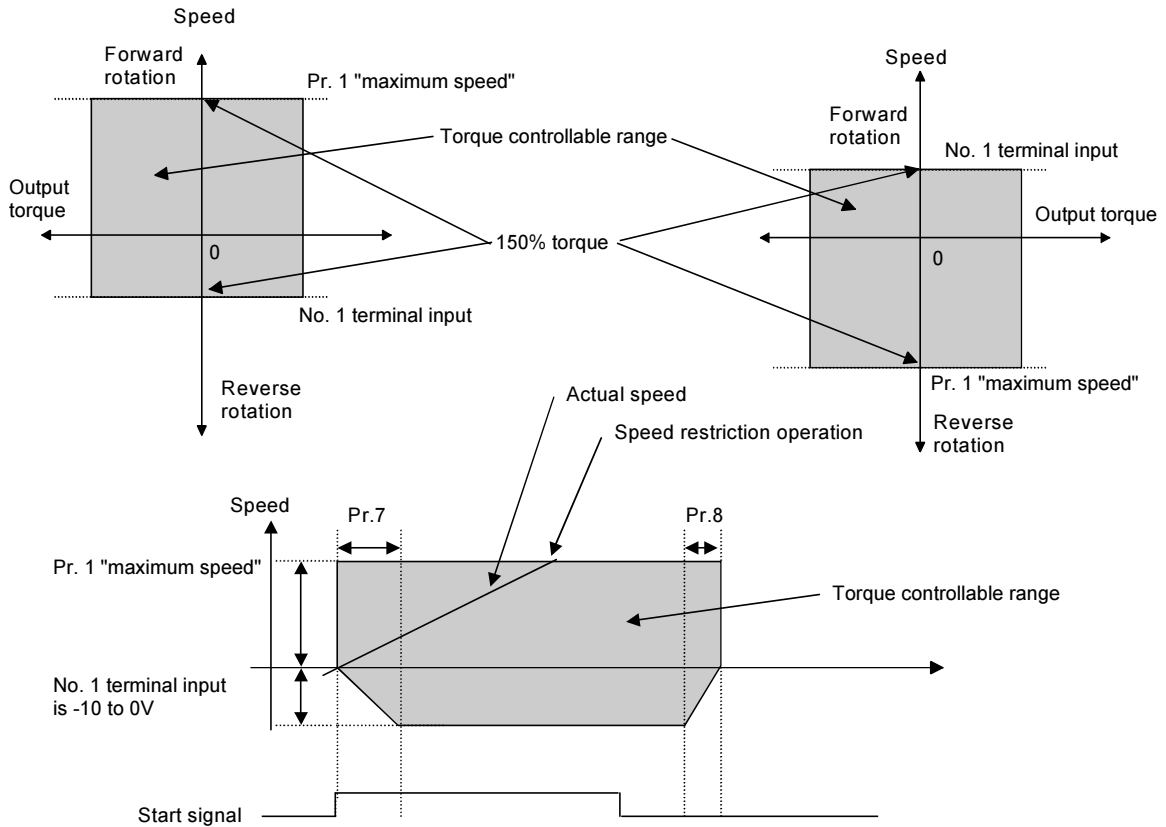 Speed
Forward
rotation
Pr. 1 "maximum speed"
Torque controllable range
Output
torque
0
150% torque
No. 1 terminal input
Reverse
rotation
Speed
Forward
rotation
No. 1 terminal input
Output torque
0
Pr. 1 "maximum speed"
Reverse
rotation
Actual speed
Speed restriction operation
Speed
Pr.7
Pr.8
Pr. 1 "maximum speed"
Torque controllable range
No. 1 terminal input
is -10 to 0V
Start signal